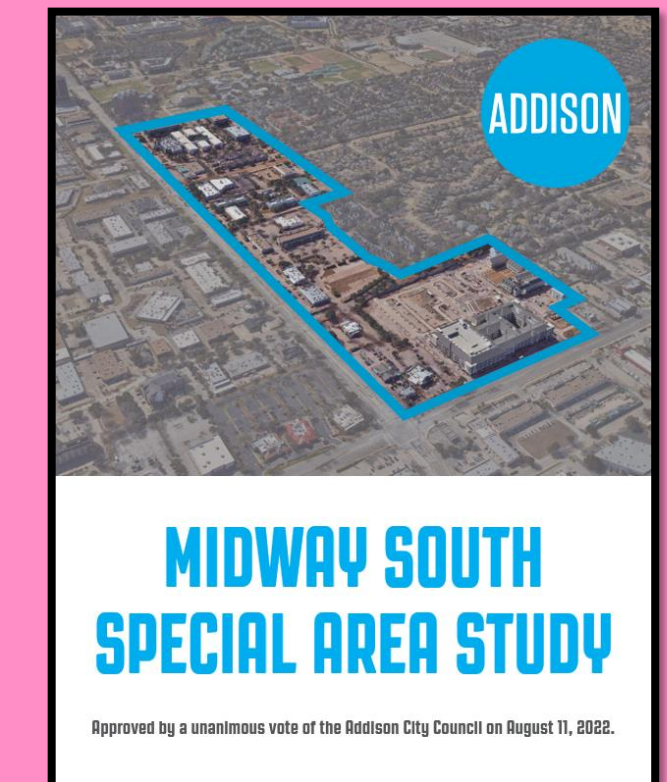 ADDISON
MIDWAY SOUTH
SPECIAL AREA STUDY
Approved by a unanimous vote of the Addison City Council on August 11, 2022.